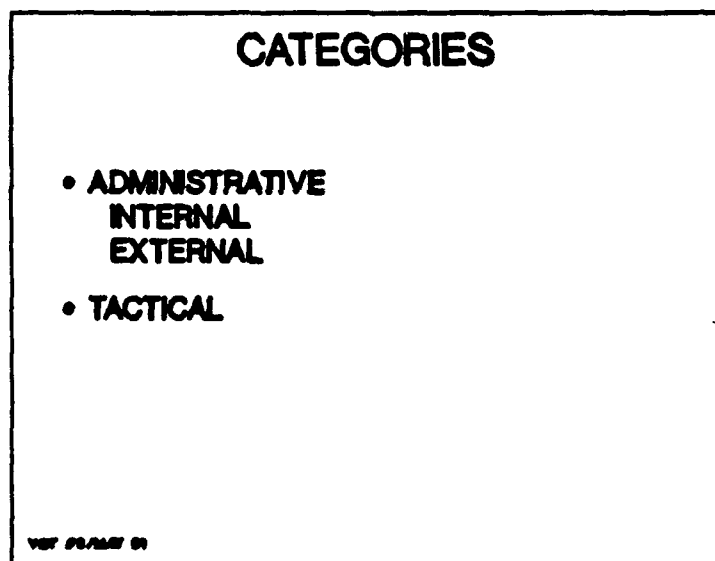 CATEGORIES
• ADMINISTRATIVE
INTERNAL
EXTERNAL
• TACTICAL